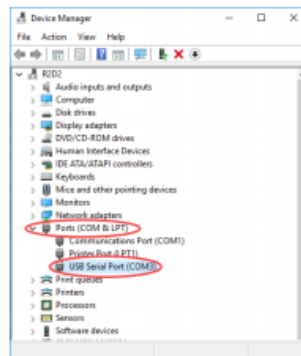 Device Manager
File Action View Help
R2D2
Audio inputs and outputs
Computer
Disk drives
Display adapters
DVD/CD-ROM drives
Human Interface Devices
IDE ATA/ATAPI controllers
Keyboards
Mice and other pointing devices
Monitors
Network adapters
Ports (COM & LPT)
Communications Port (COM1)
Printer Port (LPT1)
USB Serial Port (COM3)
Print queues
Printers
Processors
Sensors
Software devices